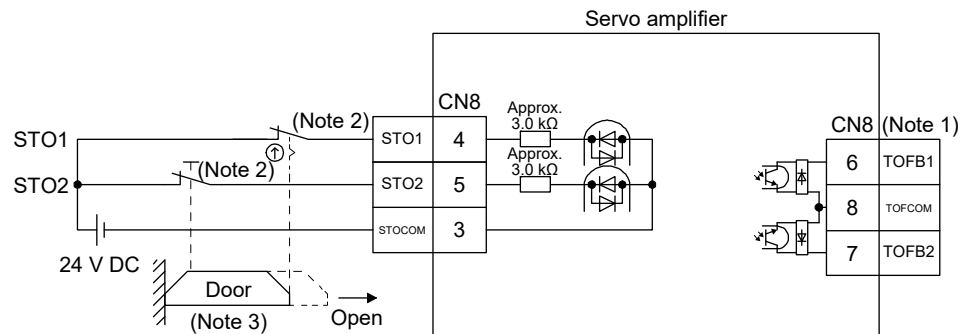 Servo amplifier
CN8
(Note 2)
Approx.
3.0 kΩ
STO1
STO1
4
CN8 (Note 1)
(Note 2)
Approx.
3.0 kΩ
6
TOFB1
STO2
STO2
5
8
TOFCOM
STOCOM
3
7
TOFB2
24 V DC
Door
(Note 3)
Open